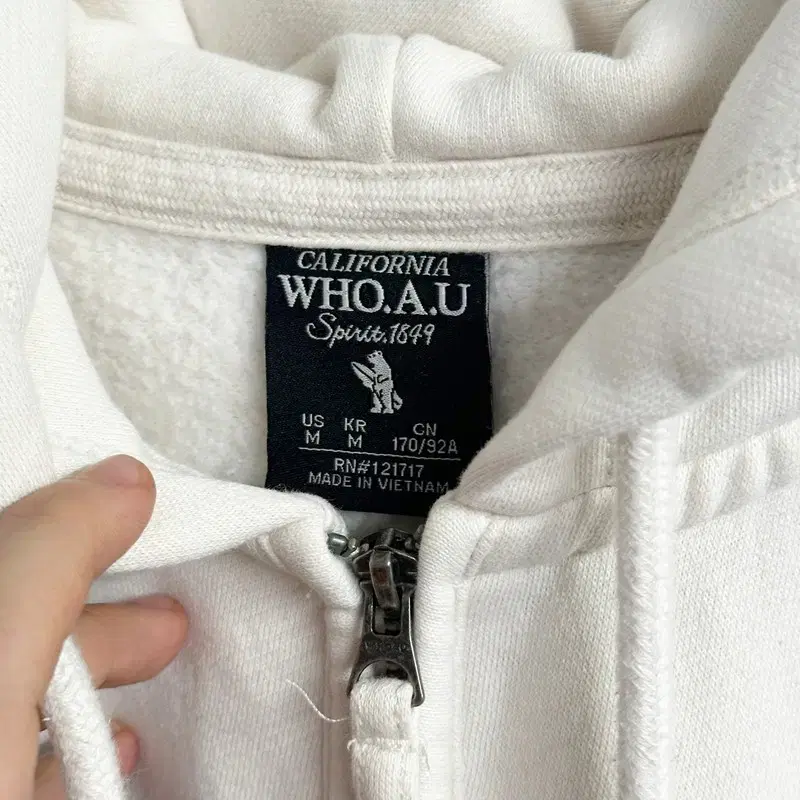 CALIFORNIA
WHO.A.U
Spirit.1849
US KR CN
M M 170/92A
RN#121717
MADE IN VIETNAM